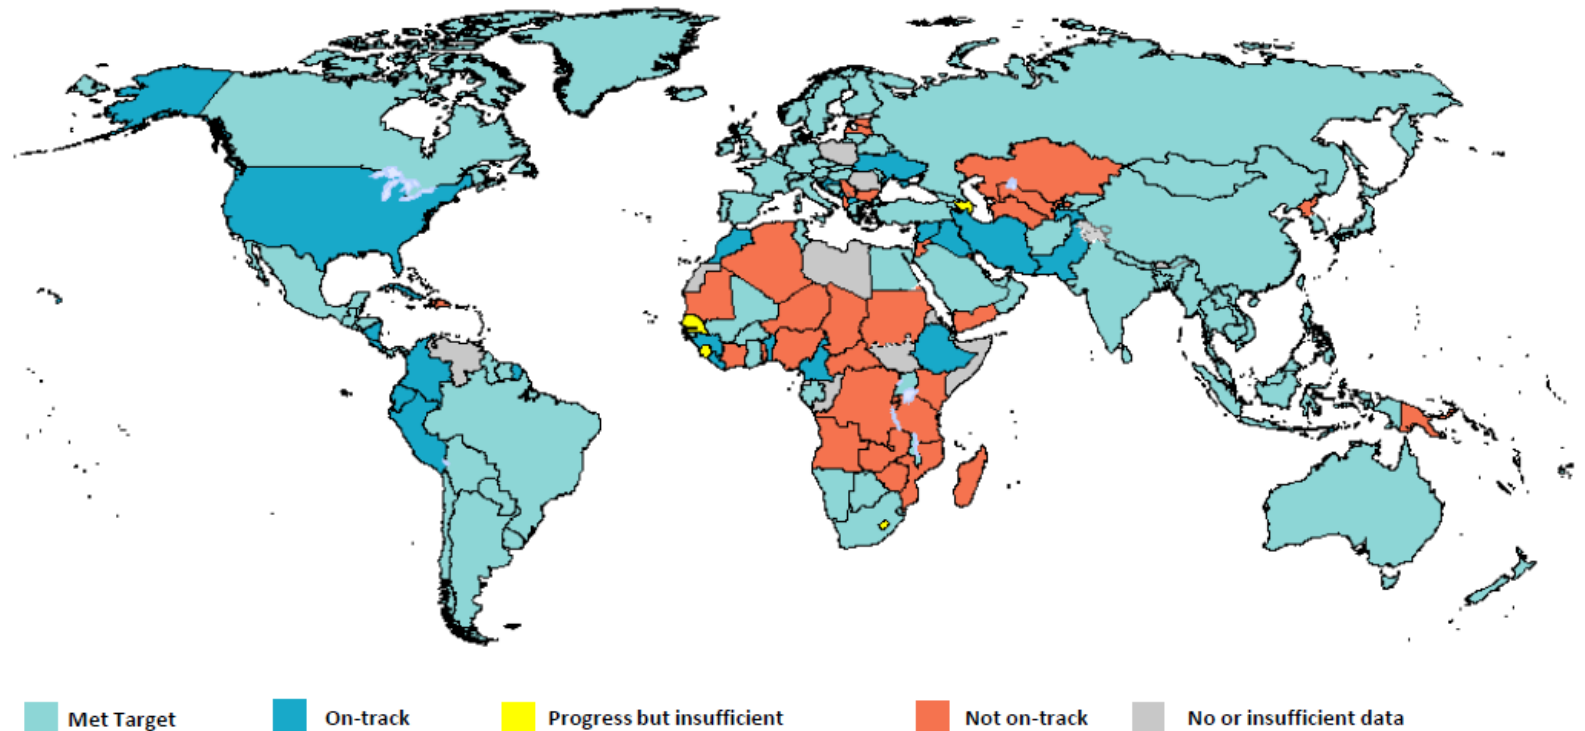 Met Target On-track Progress but insufficient Not on-track No or insufficient data